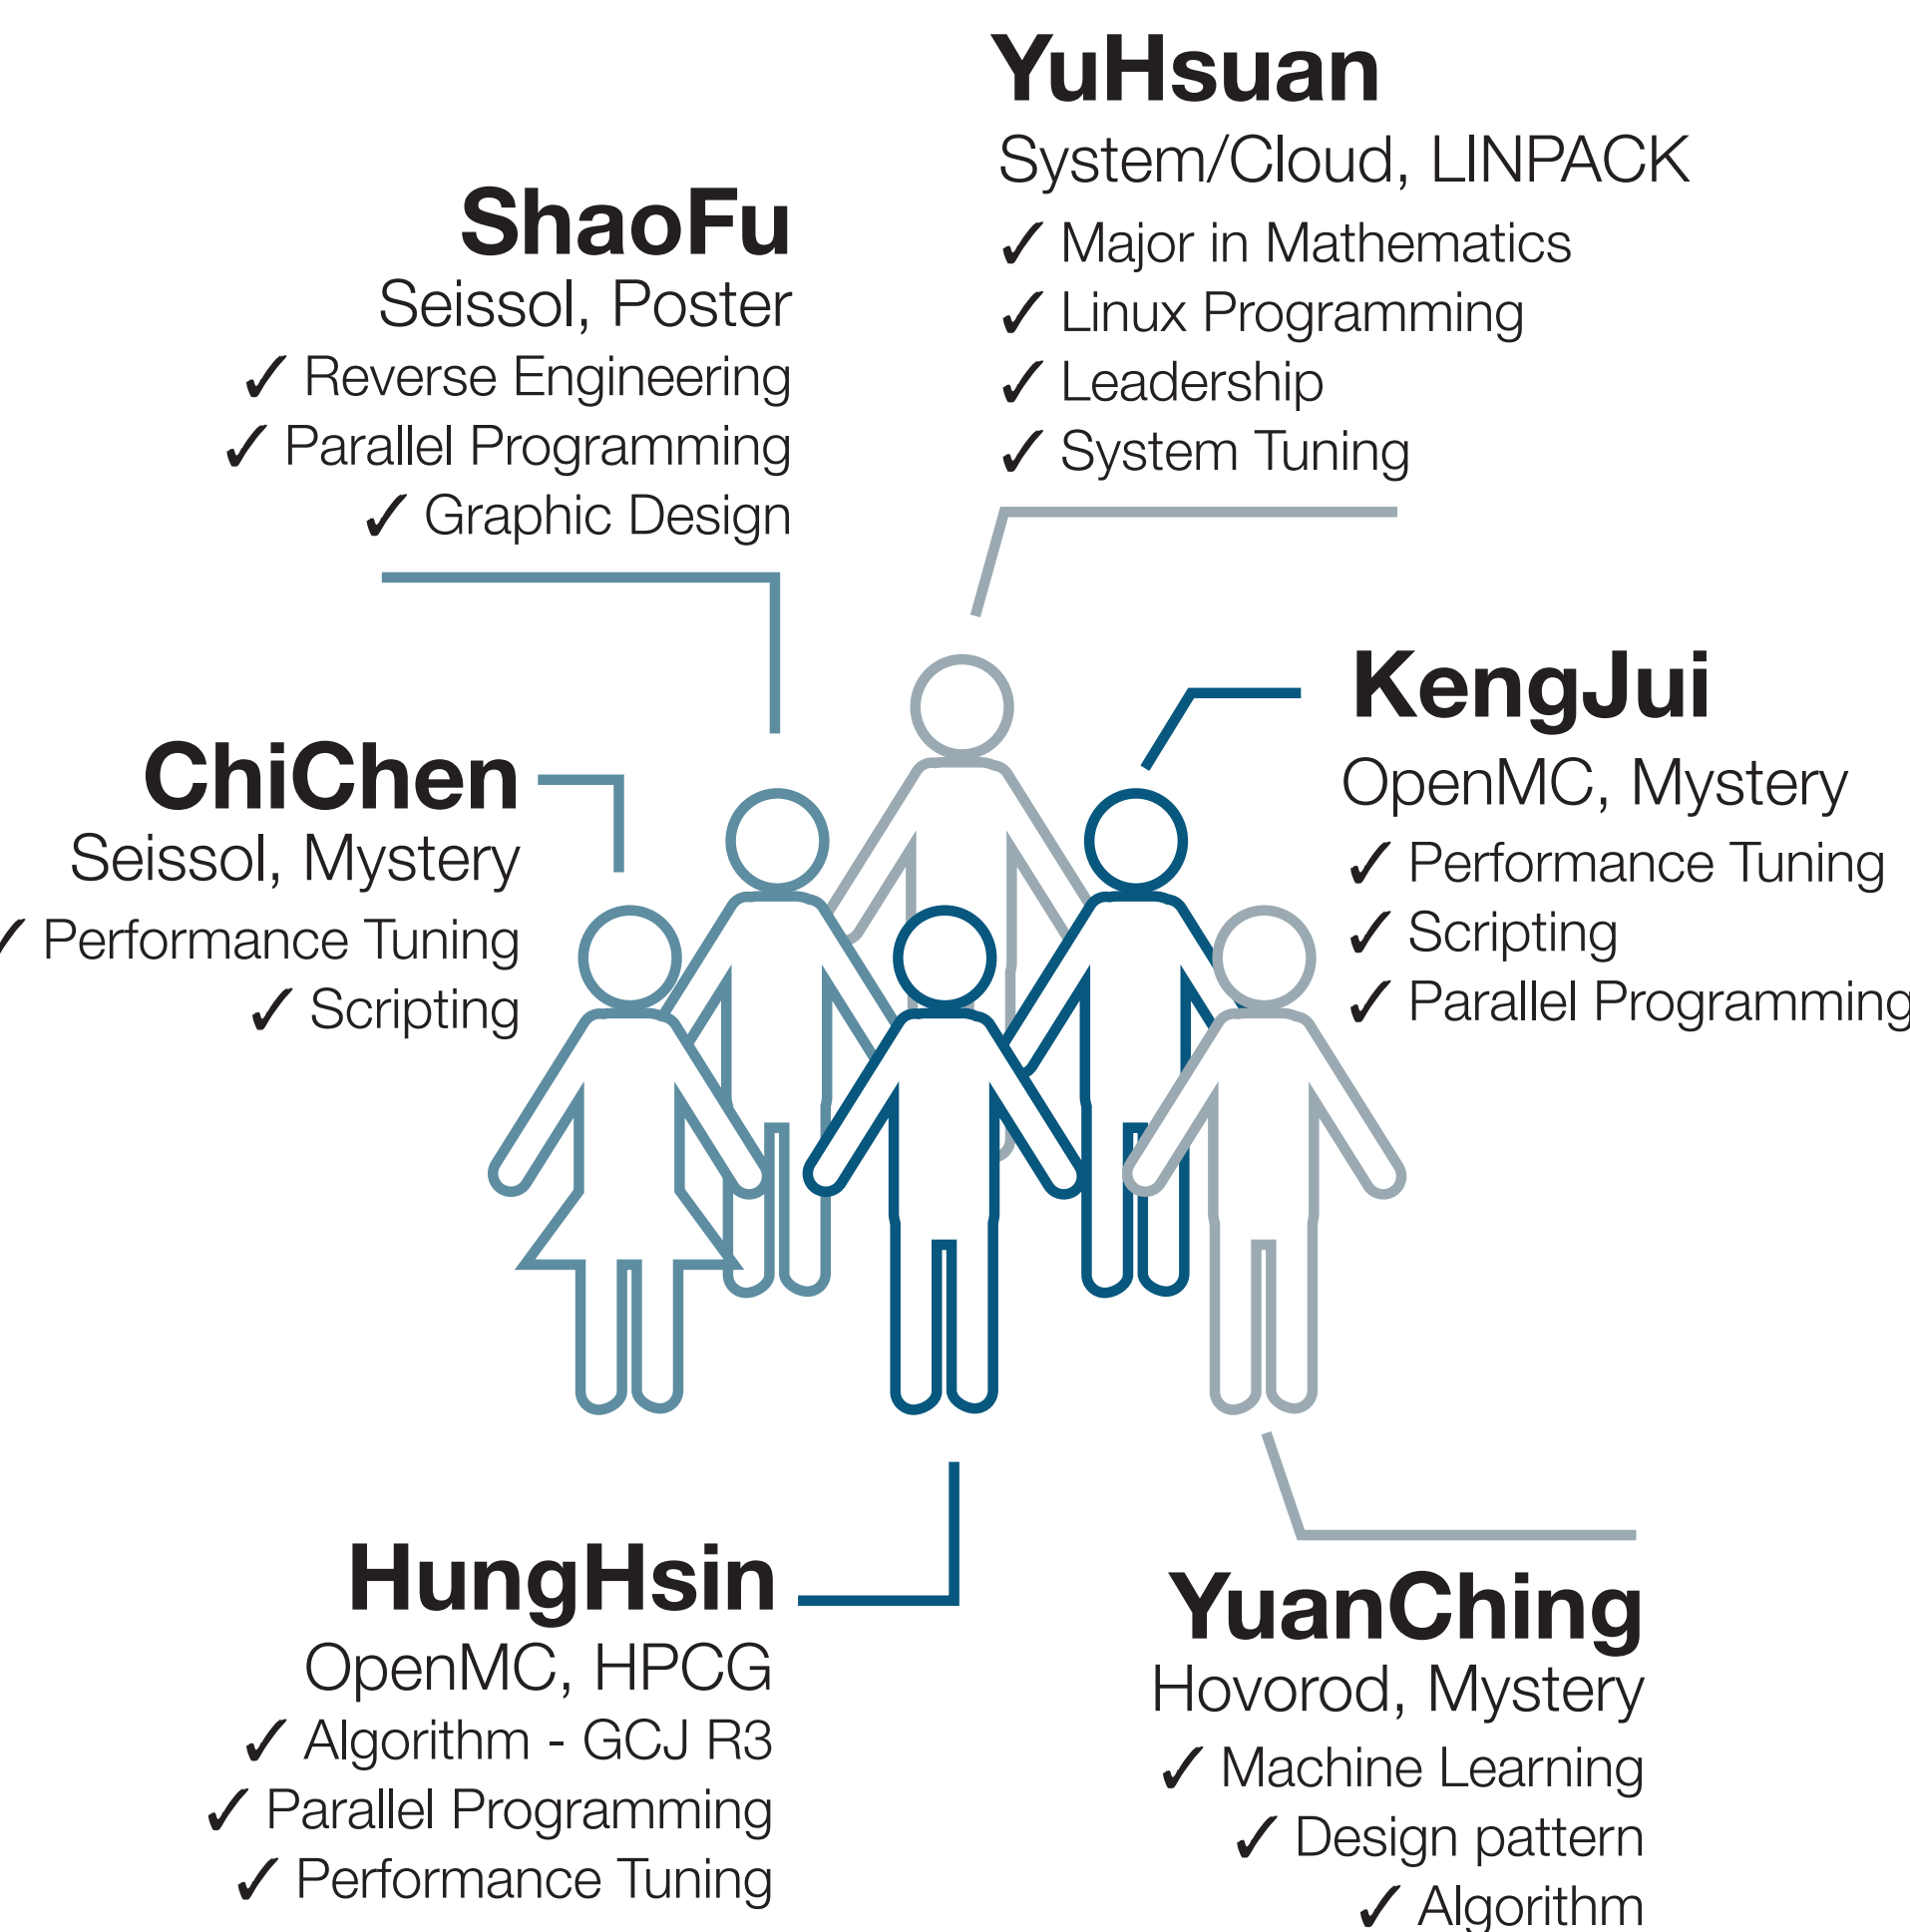 YuHsuan
System/Cloud, LINPACK
✓ Major in Mathematics
✓ Linux Programming
✓ Leadership
✓ System Tuning
ShaoFu
Seissol, Poster
✓ Reverse Engineering
✓ Parallel Programming
✓ Graphic Design
KengJui
OpenMC, Mystery
✓ Performance Tuning
✓ Scripting
✓ Parallel Programming
ChiChen
Seissol, Mystery
✓ Performance Tuning
✓ Scripting
HungHsin
OpenMC, HPCG
✓ Algorithm - GCJ R3
✓ Parallel Programming
✓ Performance Tuning
YuanChing
Hovorod, Mystery
✓ Machine Learning
✓ Design pattern
✓ Algorithm